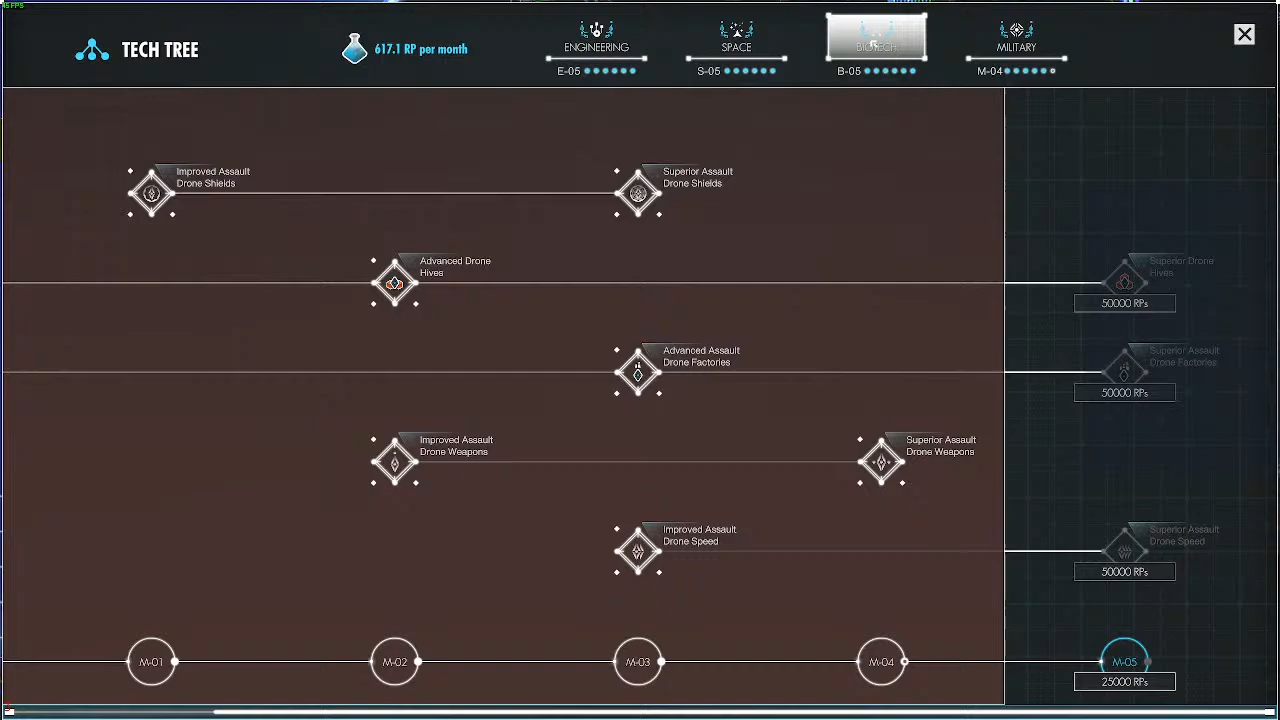 45 FPS
TECH TREE
617.1 RP per month
ENGINEERING
SPACE
BIOTECH
MILITARY
E-05
S-05
B-05
M-04
Improved Assault
Drone Shields
Superior Assault
Drone Shields
Advanced Drone
Hives
Superior Drone
Hives
50000 RPs
Advanced Assault
Drone Factories
Superior Assault
Drone Factories
50000 RPs
Improved Assault
Drone Weapons
Superior Assault
Drone Weapons
Improved Assault
Drone Speed
Superior Assault
Drone Speed
50000 RPs
M-01
M-02
M-03
M-04
M-05
25000 RPs